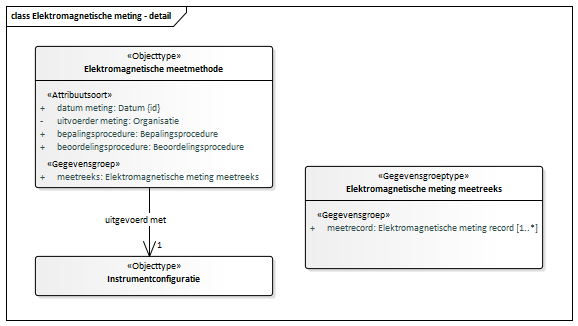 class Elektromagnetische meting - detail
«Objecttype»
Elektromagnetische meetmethode
«Attribuutsoort»
+ datum meting: Datum {id}
- uitvoerder meting: Organisatie
+ bepalingsprocedure: Bepalingsprocedure
+ beoordelingsprocedure: Beoordelingsprocedure
«Gegevensgroep»
+ meetreeks: Elektromagnetische meting meetreeks
uitgevoerd met
1
«Objecttype»
Instrumentconfiguratie
«Gegevensgroeptype»
Elektromagnetische meting meetreeks
«Gegevensgroep»
+ meetrecord: Elektromagnetische meting record [1..*]